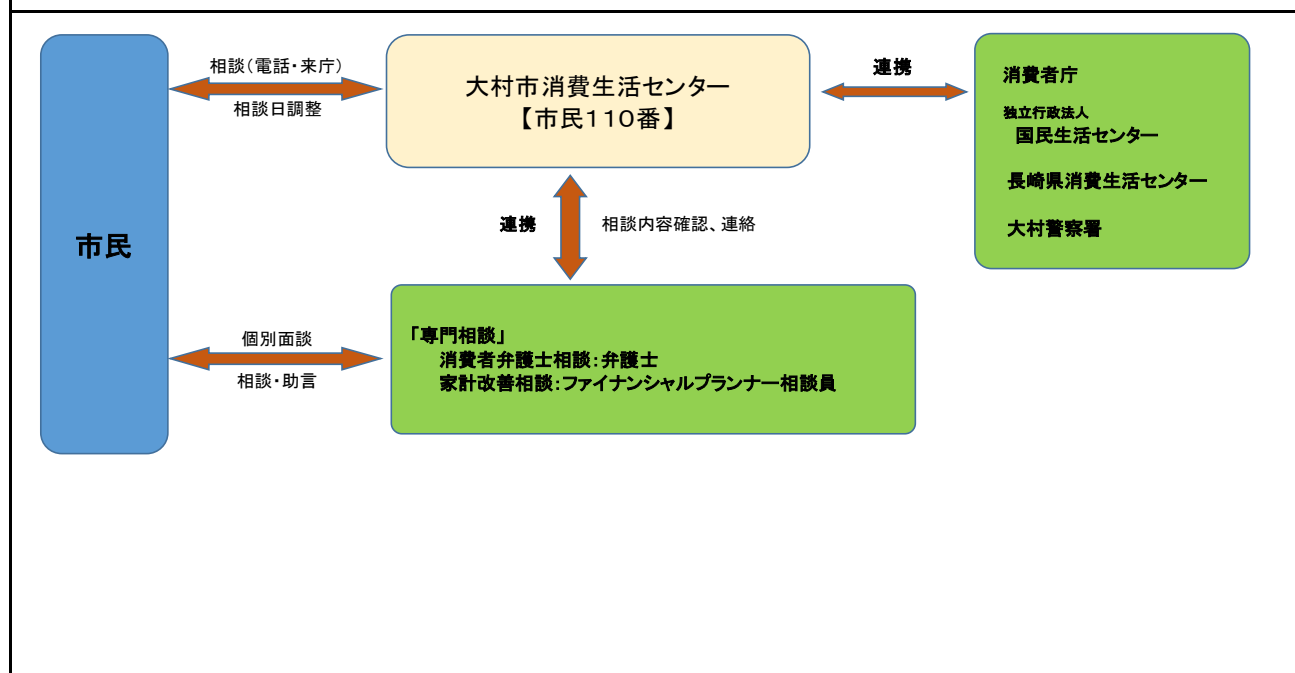 市民
相談（電話・来庁）
相談日調整
大村市消費生活センター
【市民１１０番】
連携
消費者庁
独立行政法人
国民生活センター
長崎県消費生活センター
大村警察署
連携
相談内容確認、連絡
個別面談
相談・助言
「専門相談」
消費者弁護士相談：弁護士
家計改善相談：ファイナンシャルプランナー相談員